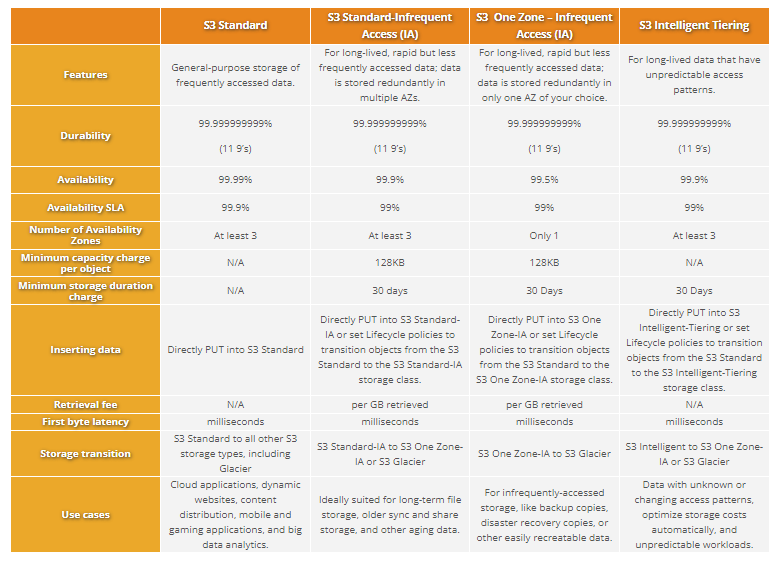 S3 Standard
S3 Standard-Infrequent
Access (IA)
S3 One Zone – Infrequent
Access (IA)
S3 Intelligent Tiering
Features
General-purpose storage of
frequently accessed data.
For long-lived, rapid but less
frequently accessed data; data
is stored redundantly in
multiple AZs.
For long-lived, rapid but less
frequently accessed data;
data is stored redundantly in
only one AZ of your choice.
For long-lived data that have
unpredictable access
patterns.
Durability
99.999999999%
(11 9's)
99.999999999%
(11 9's)
99.999999999%
(11 9's)
99.999999999%
(11 9's)
Availability
99.99%
99.9%
99.5%
99.9%
Availability SLA
99.9%
99%
99%
99%
Number of Availability
Zones
At least 3
At least 3
Only 1
At least 3
Minimum capacity charge
per object
N/A
128KB
128KB
N/A
Minimum storage duration
charge
N/A
30 days
30 Days
30 Days
Inserting data
Directly PUT into S3 Standard
Directly PUT into S3 Standard-
IA or set Lifecycle policies to
transition objects from the S3
Standard to the S3 Standard-IA
storage class.
Directly PUT into S3 One
Zone-IA or set Lifecycle
policies to transition objects
from the S3 Standard to the
S3 One Zone-IA storage class.
Directly PUT into S3
Intelligent-Tiering or set
Lifecycle policies to transition
objects from the S3 Standard
to the S3 Intelligent-Tiering
storage class.
Retrieval fee
N/A
per GB retrieved
per GB retrieved
N/A
First byte latency
milliseconds
milliseconds
milliseconds
milliseconds
Storage transition
S3 Standard to all other S3
storage types, including
Glacier
S3 Standard-IA to S3 One Zone-
IA or S3 Glacier
S3 One Zone-IA to S3 Glacier
S3 Intelligent to S3 One Zone-
IA or S3 Glacier
Use cases
Cloud applications, dynamic
websites, content
distribution, mobile and
gaming applications, and big
data analytics.
Ideally suited for long-term file
storage, older sync and share
storage, and other aging data.
For infrequently-accessed
storage, like backup copies,
disaster recovery copies, or
other easily recreatable data.
Data with unknown or
changing access patterns,
optimize storage costs
automatically, and
unpredictable workloads.